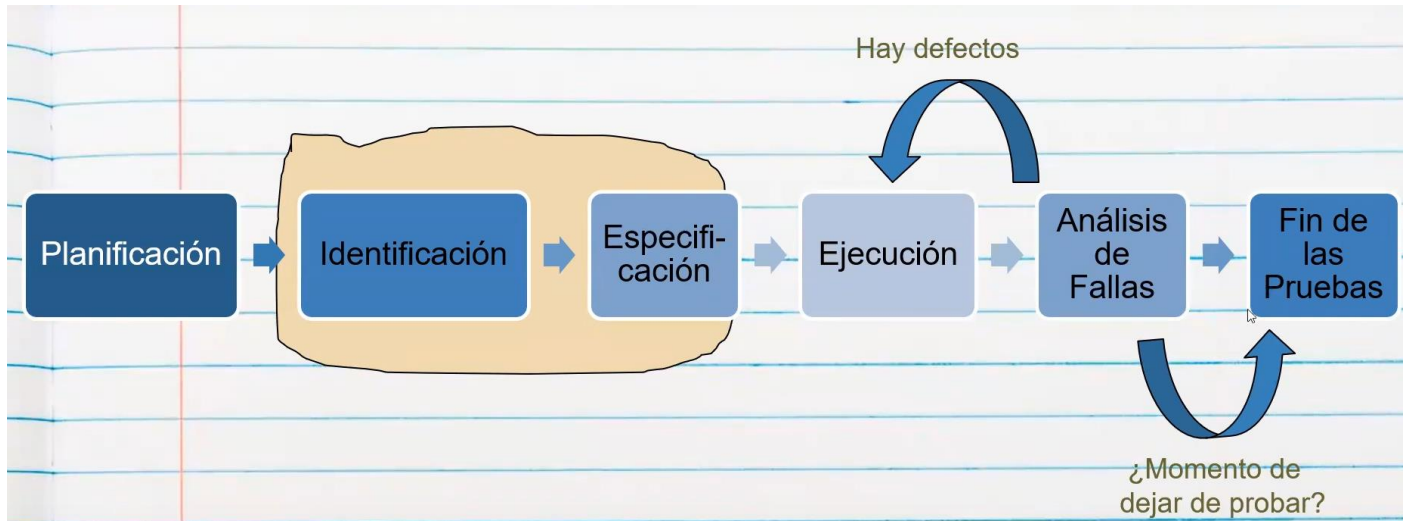 Hay defectos
Planificación
Identificación
Especifi-
cación
Ejecución
Análisis
de
Fallas
Fin de
las
Pruebas
¿Momento de
dejar de probar?